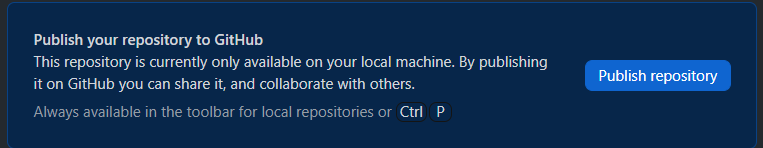 Publish your repository to GitHub
This repository is currently only available on your local machine. By publishing
it on GitHub you can share it, and collaborate with others.
Publish repository
Always available in the toolbar for local repositories or Ctrl P